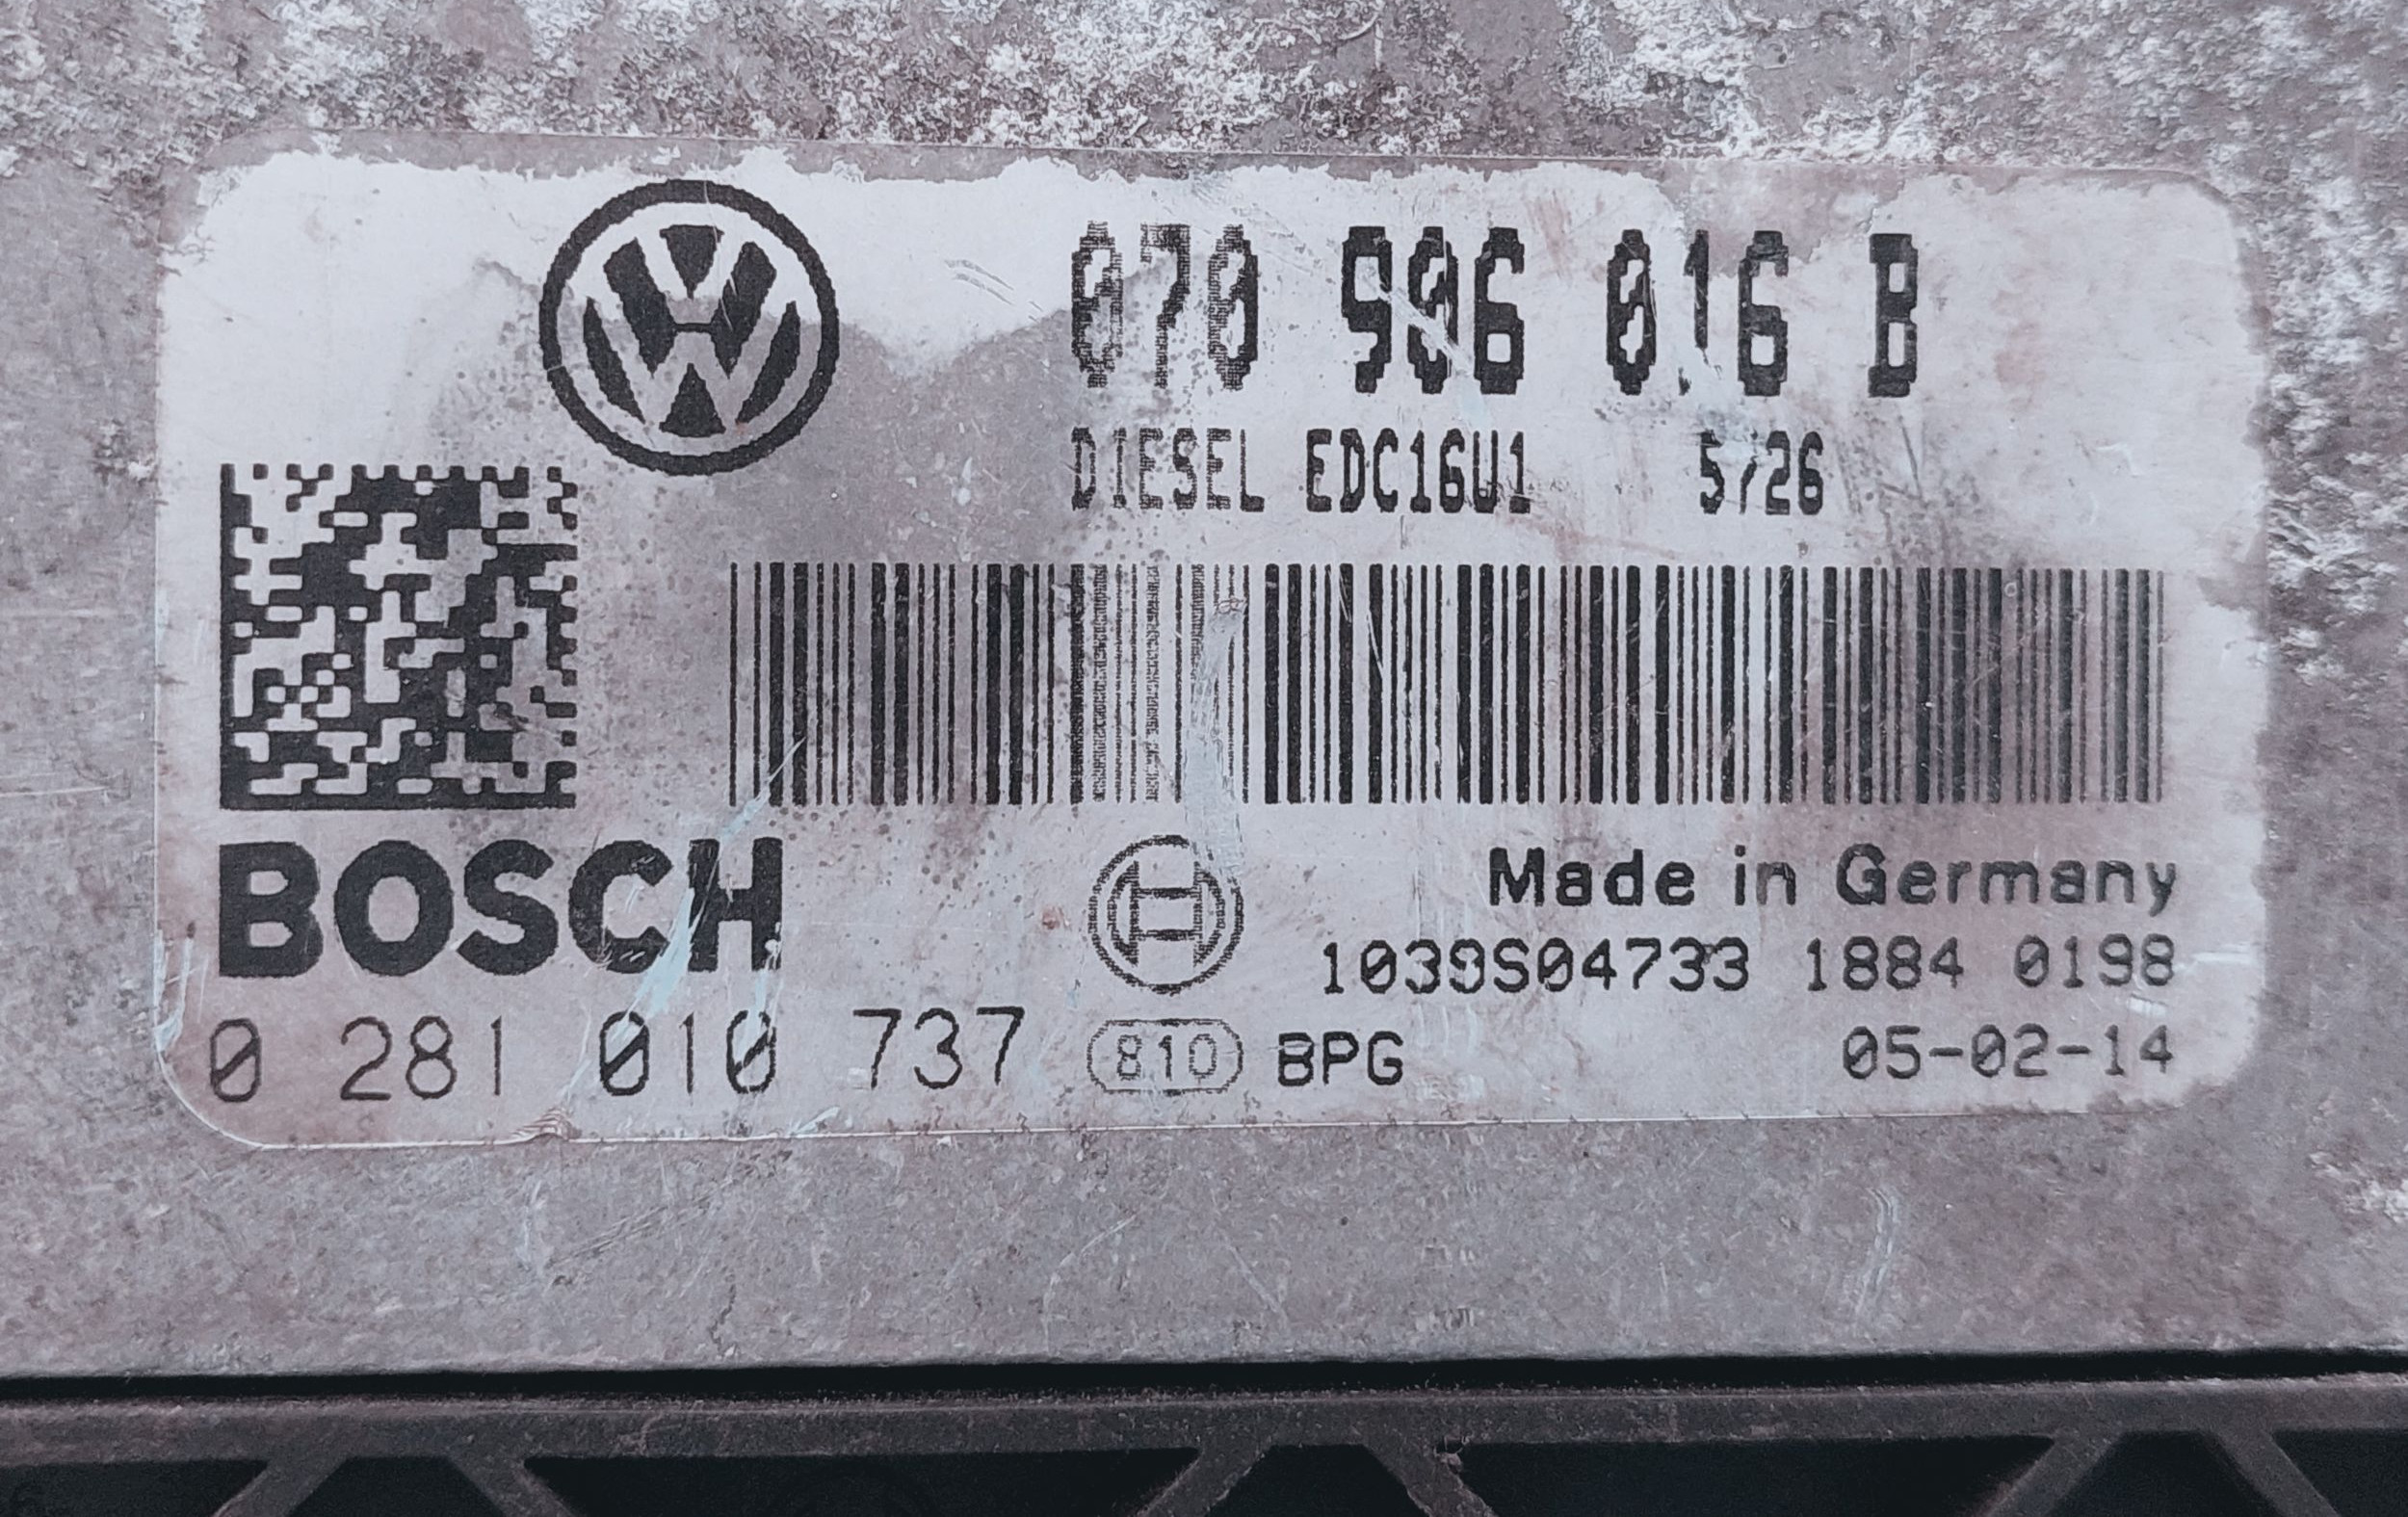 070 906 016 B
DIESEL EDC16U1 5/26
BOSCH
Made in Germany
1039S04733 1884 0198
0 281 010 737 810 BPG 05-02-14